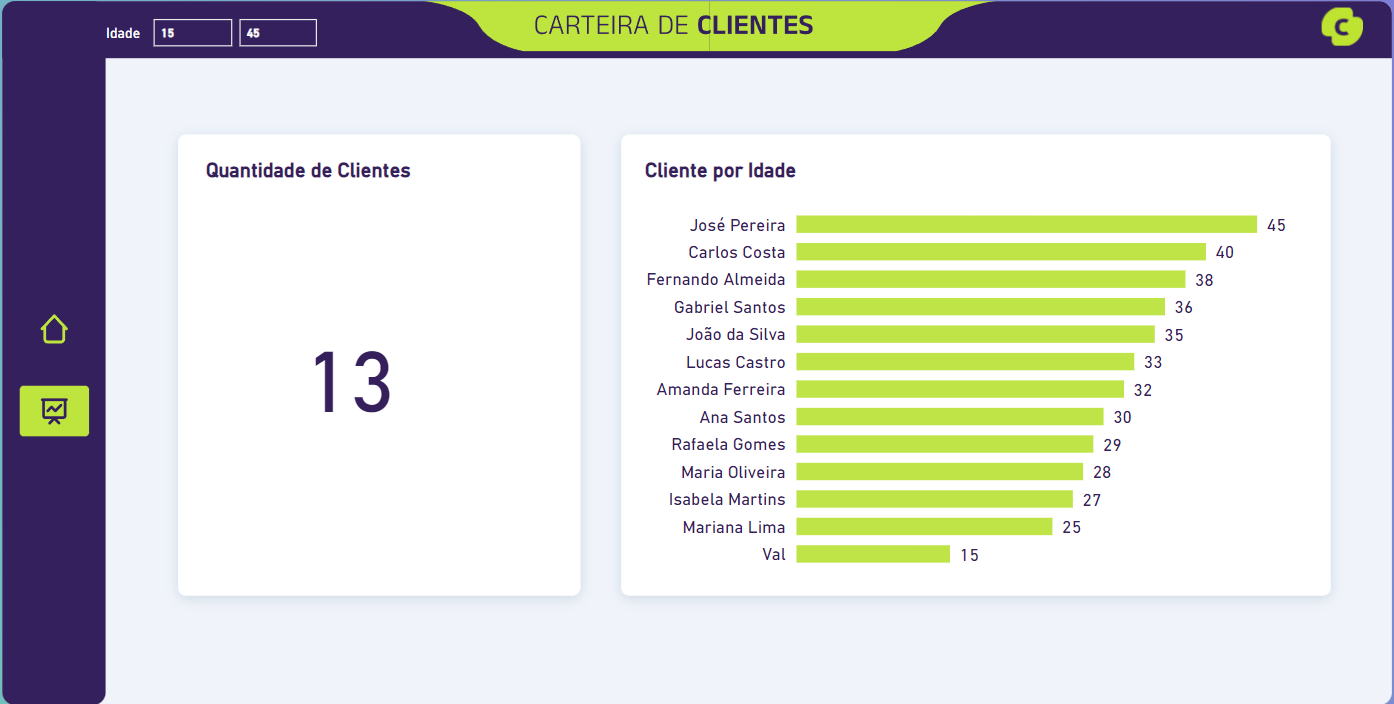 CARTEIRA DE CLIENTES
Idade 15 45
C
Quantidade de Clientes
13
Cliente por Idade
José Pereira 45
Carlos Costa 40
Fernando Almeida 38
Gabriel Santos 36
João da Silva 35
Lucas Castro 33
Amanda Ferreira 32
Ana Santos 30
Rafaela Gomes 29
Maria Oliveira 28
Isabela Martins 27
Mariana Lima 25
Val 15